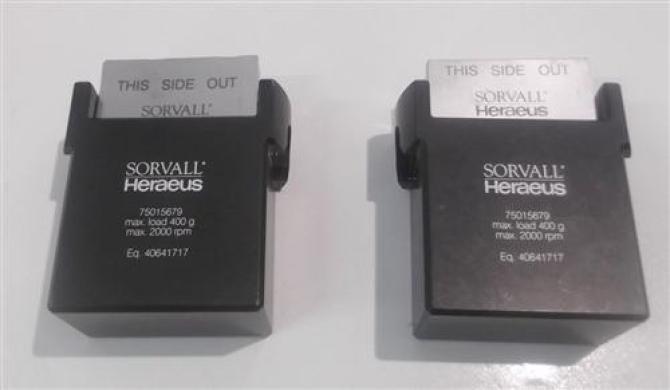 THIS SIDE OUT
SORVALL
SORVALL®
Heraeus
75015679
max. load 400 g
max. 2000 rpm
Eq. 40641717
THIS SIDE OUT
SORVALL®
Heraeus
SORVALL®
Heraeus
75015679
max. load 400 g
max. 2000 rpm
Eq. 40641717